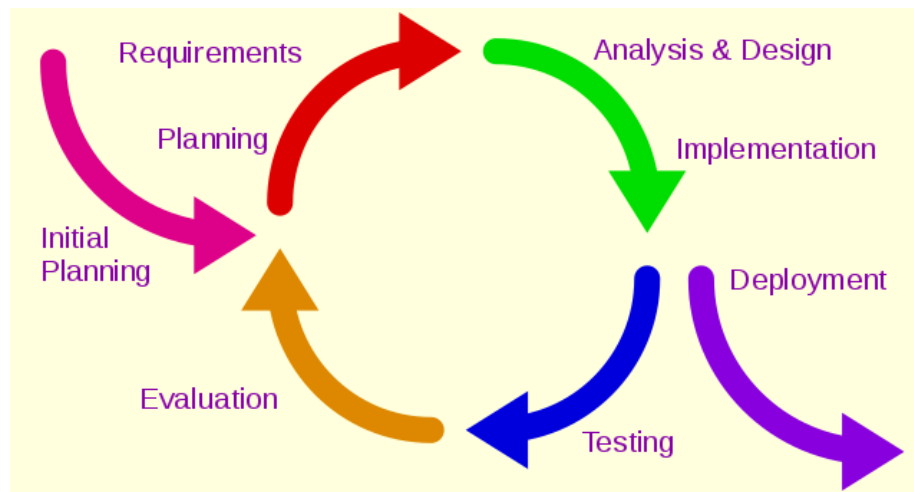 Requirements
Analysis & Design
Planning
Implementation
Initial
Planning
Deployment
Evaluation
Testing